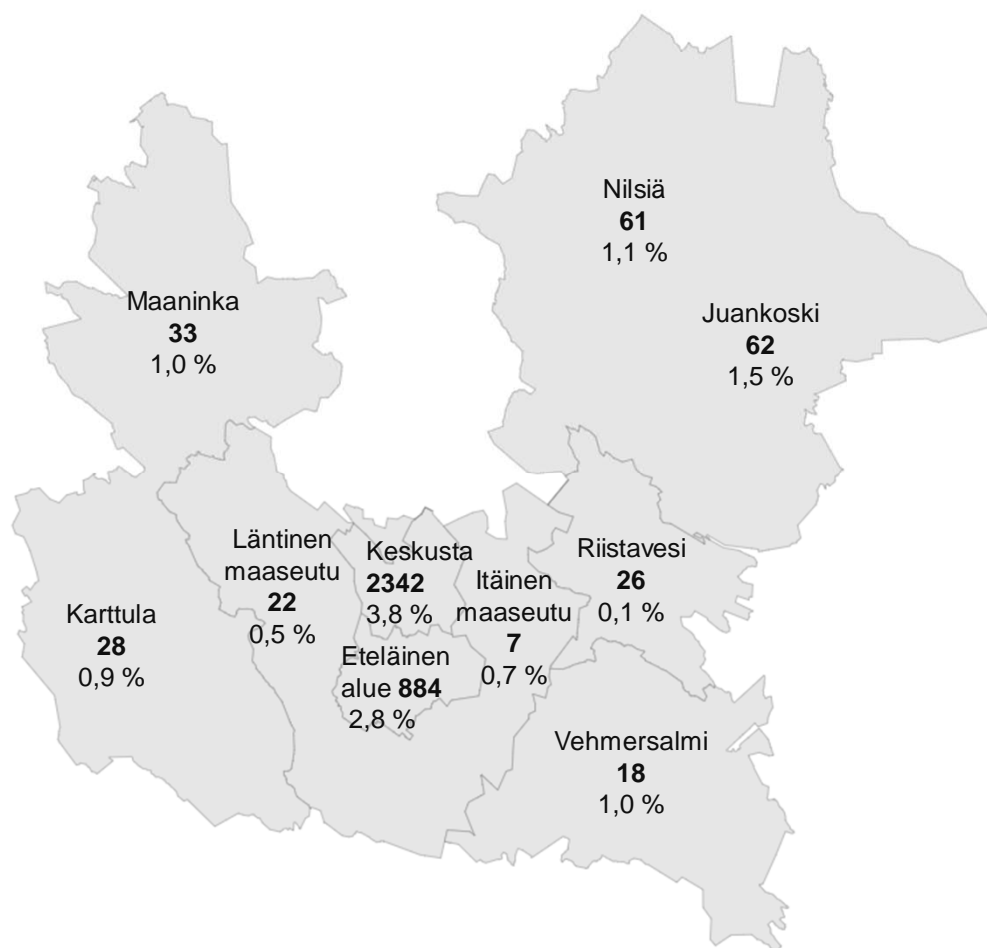 Nilsiä
61
1,1 %
Maaninka
33
1,0 %
Juankoski
62
1,5 %
Läntinen
maaseutu
22
0,5 %
Keskusta
2342
3,8 %
Itäinen
maaseutu
7
0,7 %
Riistavesi
26
0,1 %
Karttula
28
0,9 %
Eteläinen
alue 884
2,8 %
Vehmersalmi
18
1,0 %